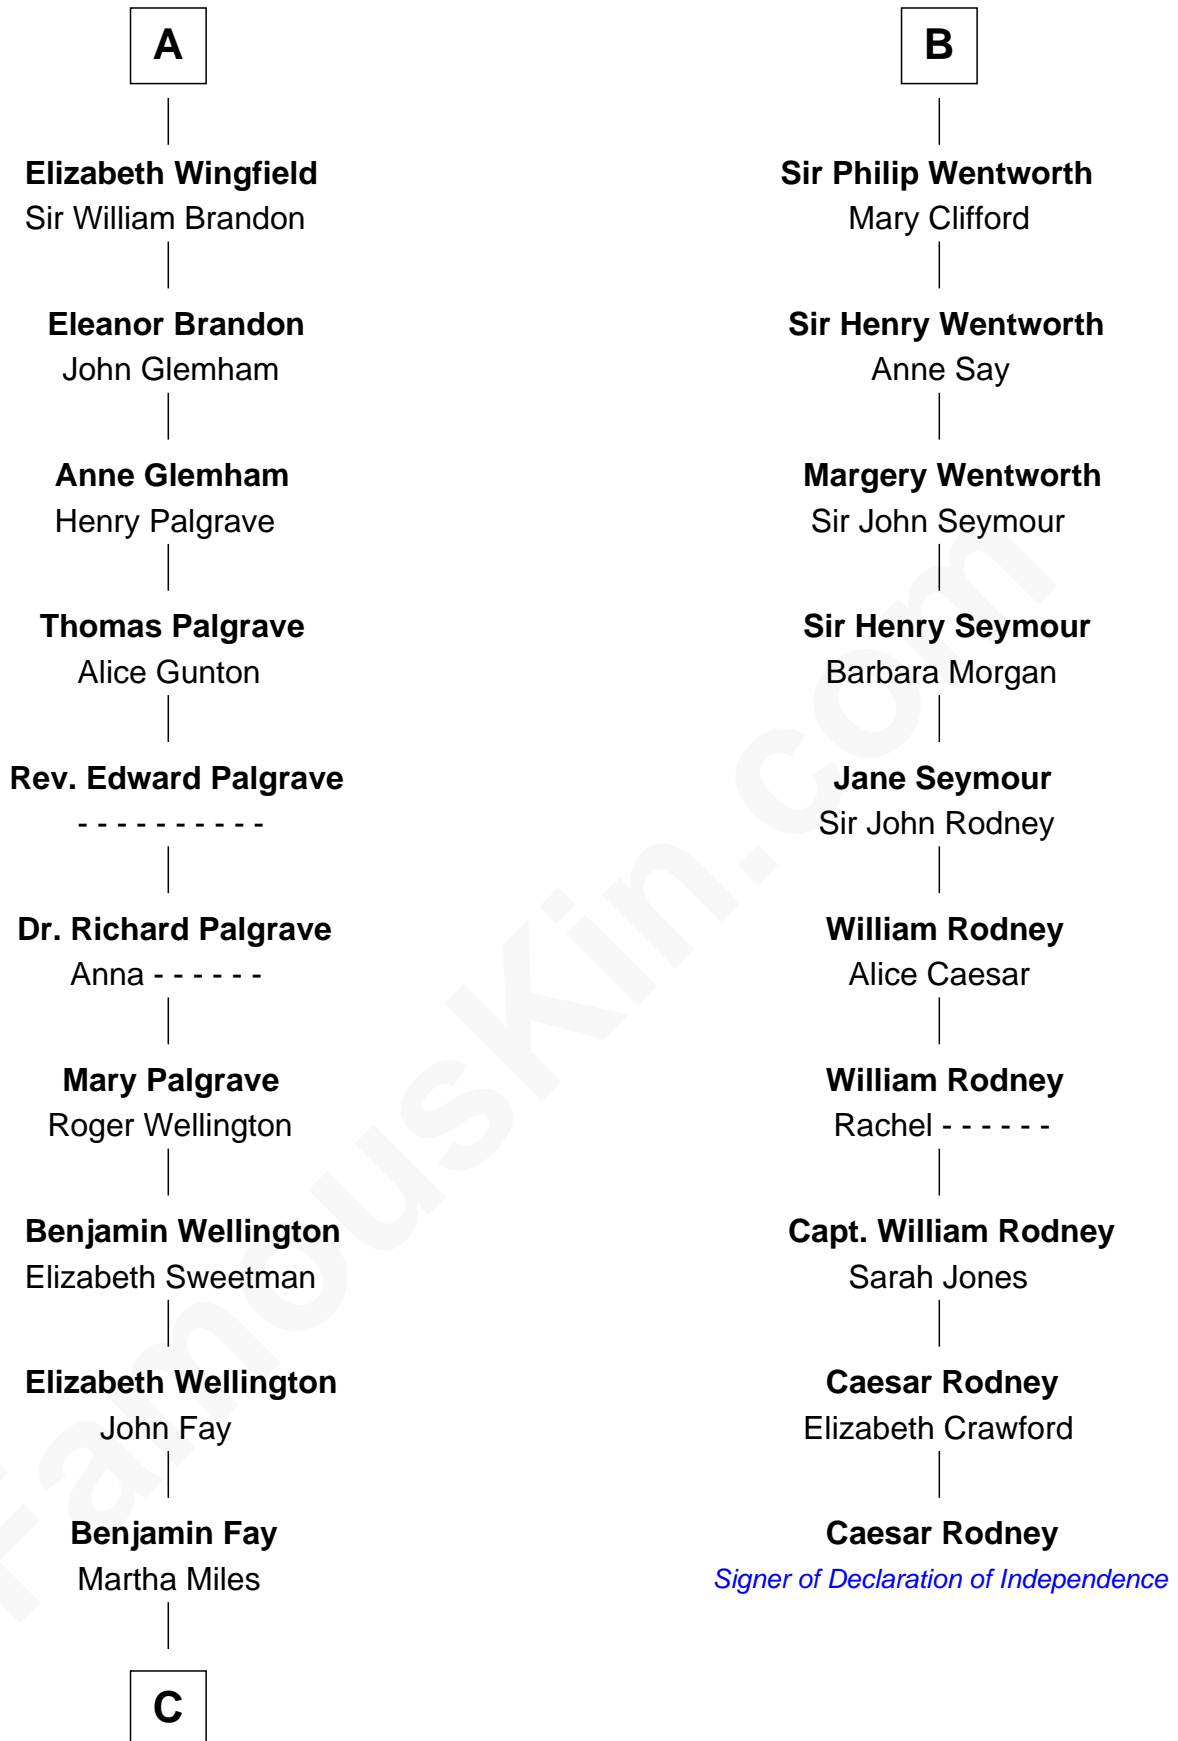 A
Elizabeth Wingfield
Sir William Brandon
Eleanor Brandon
John Glemham
Anne Glemham
Henry Palgrave
Thomas Palgrave
Alice Gunton
Rev. Edward Palgrave
- - - - - - - - - -
Dr. Richard Palgrave
Anna - - - - - -
Mary Palgrave
Roger Wellington
Benjamin Wellington
Elizabeth Sweetman
Elizabeth Wellington
John Fay
Benjamin Fay
Martha Miles
C
B
Sir Philip Wentworth
Mary Clifford
Sir Henry Wentworth
Anne Say
Margery Wentworth
Sir John Seymour
Sir Henry Seymour
Barbara Morgan
Jane Seymour
Sir John Rodney
William Rodney
Alice Caesar
William Rodney
Rachel - - - - - -
Capt. William Rodney
Sarah Jones
Caesar Rodney
Elizabeth Crawford
Caesar Rodney
Signer of Declaration of Independence
FamousKin.com